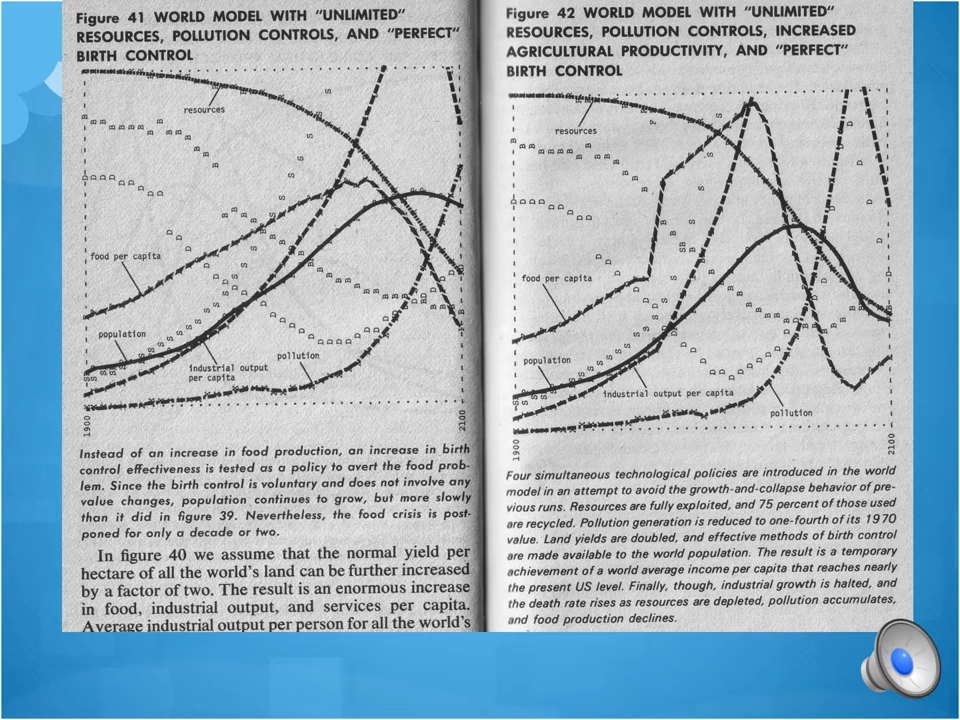 Figure 41 WORLD MODEL WITH "UNLIMITED"
RESOURCES, POLLUTION CONTROLS, AND "PERFECT"
BIRTH CONTROL
resources
food per capita
population
industrial output
per capita
pollution
1900
2100
Instead of an increase in food production, an increase in birth
control effectiveness is tested as a policy to avert the food prob-
lem. Since the birth control is voluntary and does not involve any
value changes, population continues to grow, but more slowly
than it did in figure 39. Nevertheless, the food crisis is post-
poned for only a decade or two.
In figure 40 we assume that the normal yield per
hectare of all the world's land can be further increased
by a factor of two. The result is an enormous increase
in food, industrial output, and services per capita.
Average industrial output per person for all the world's
Figure 42 WORLD MODEL WITH "UNLIMITED"
RESOURCES, POLLUTION CONTROLS, INCREASED
AGRICULTURAL PRODUCTIVITY, AND "PERFECT"
BIRTH CONTROL
resources
food per capita
population
industrial output per capita
pollution
1900
2100
Four simultaneous technological policies are introduced in the world
model in an attempt to avoid the growth-and-collapse behavior of pre-
vious runs. Resources are fully exploited, and 75 percent of those used
are recycled. Pollution generation is reduced to one-fourth of its 1970
value. Land yields are doubled, and effective methods of birth control
are made available to the world population. The result is a temporary
achievement of a world average income per capita that reaches nearly
the present US level. Finally, though, industrial growth is halted, and
the death rate rises as resources are depleted, pollution accumulates,
and food production declines.